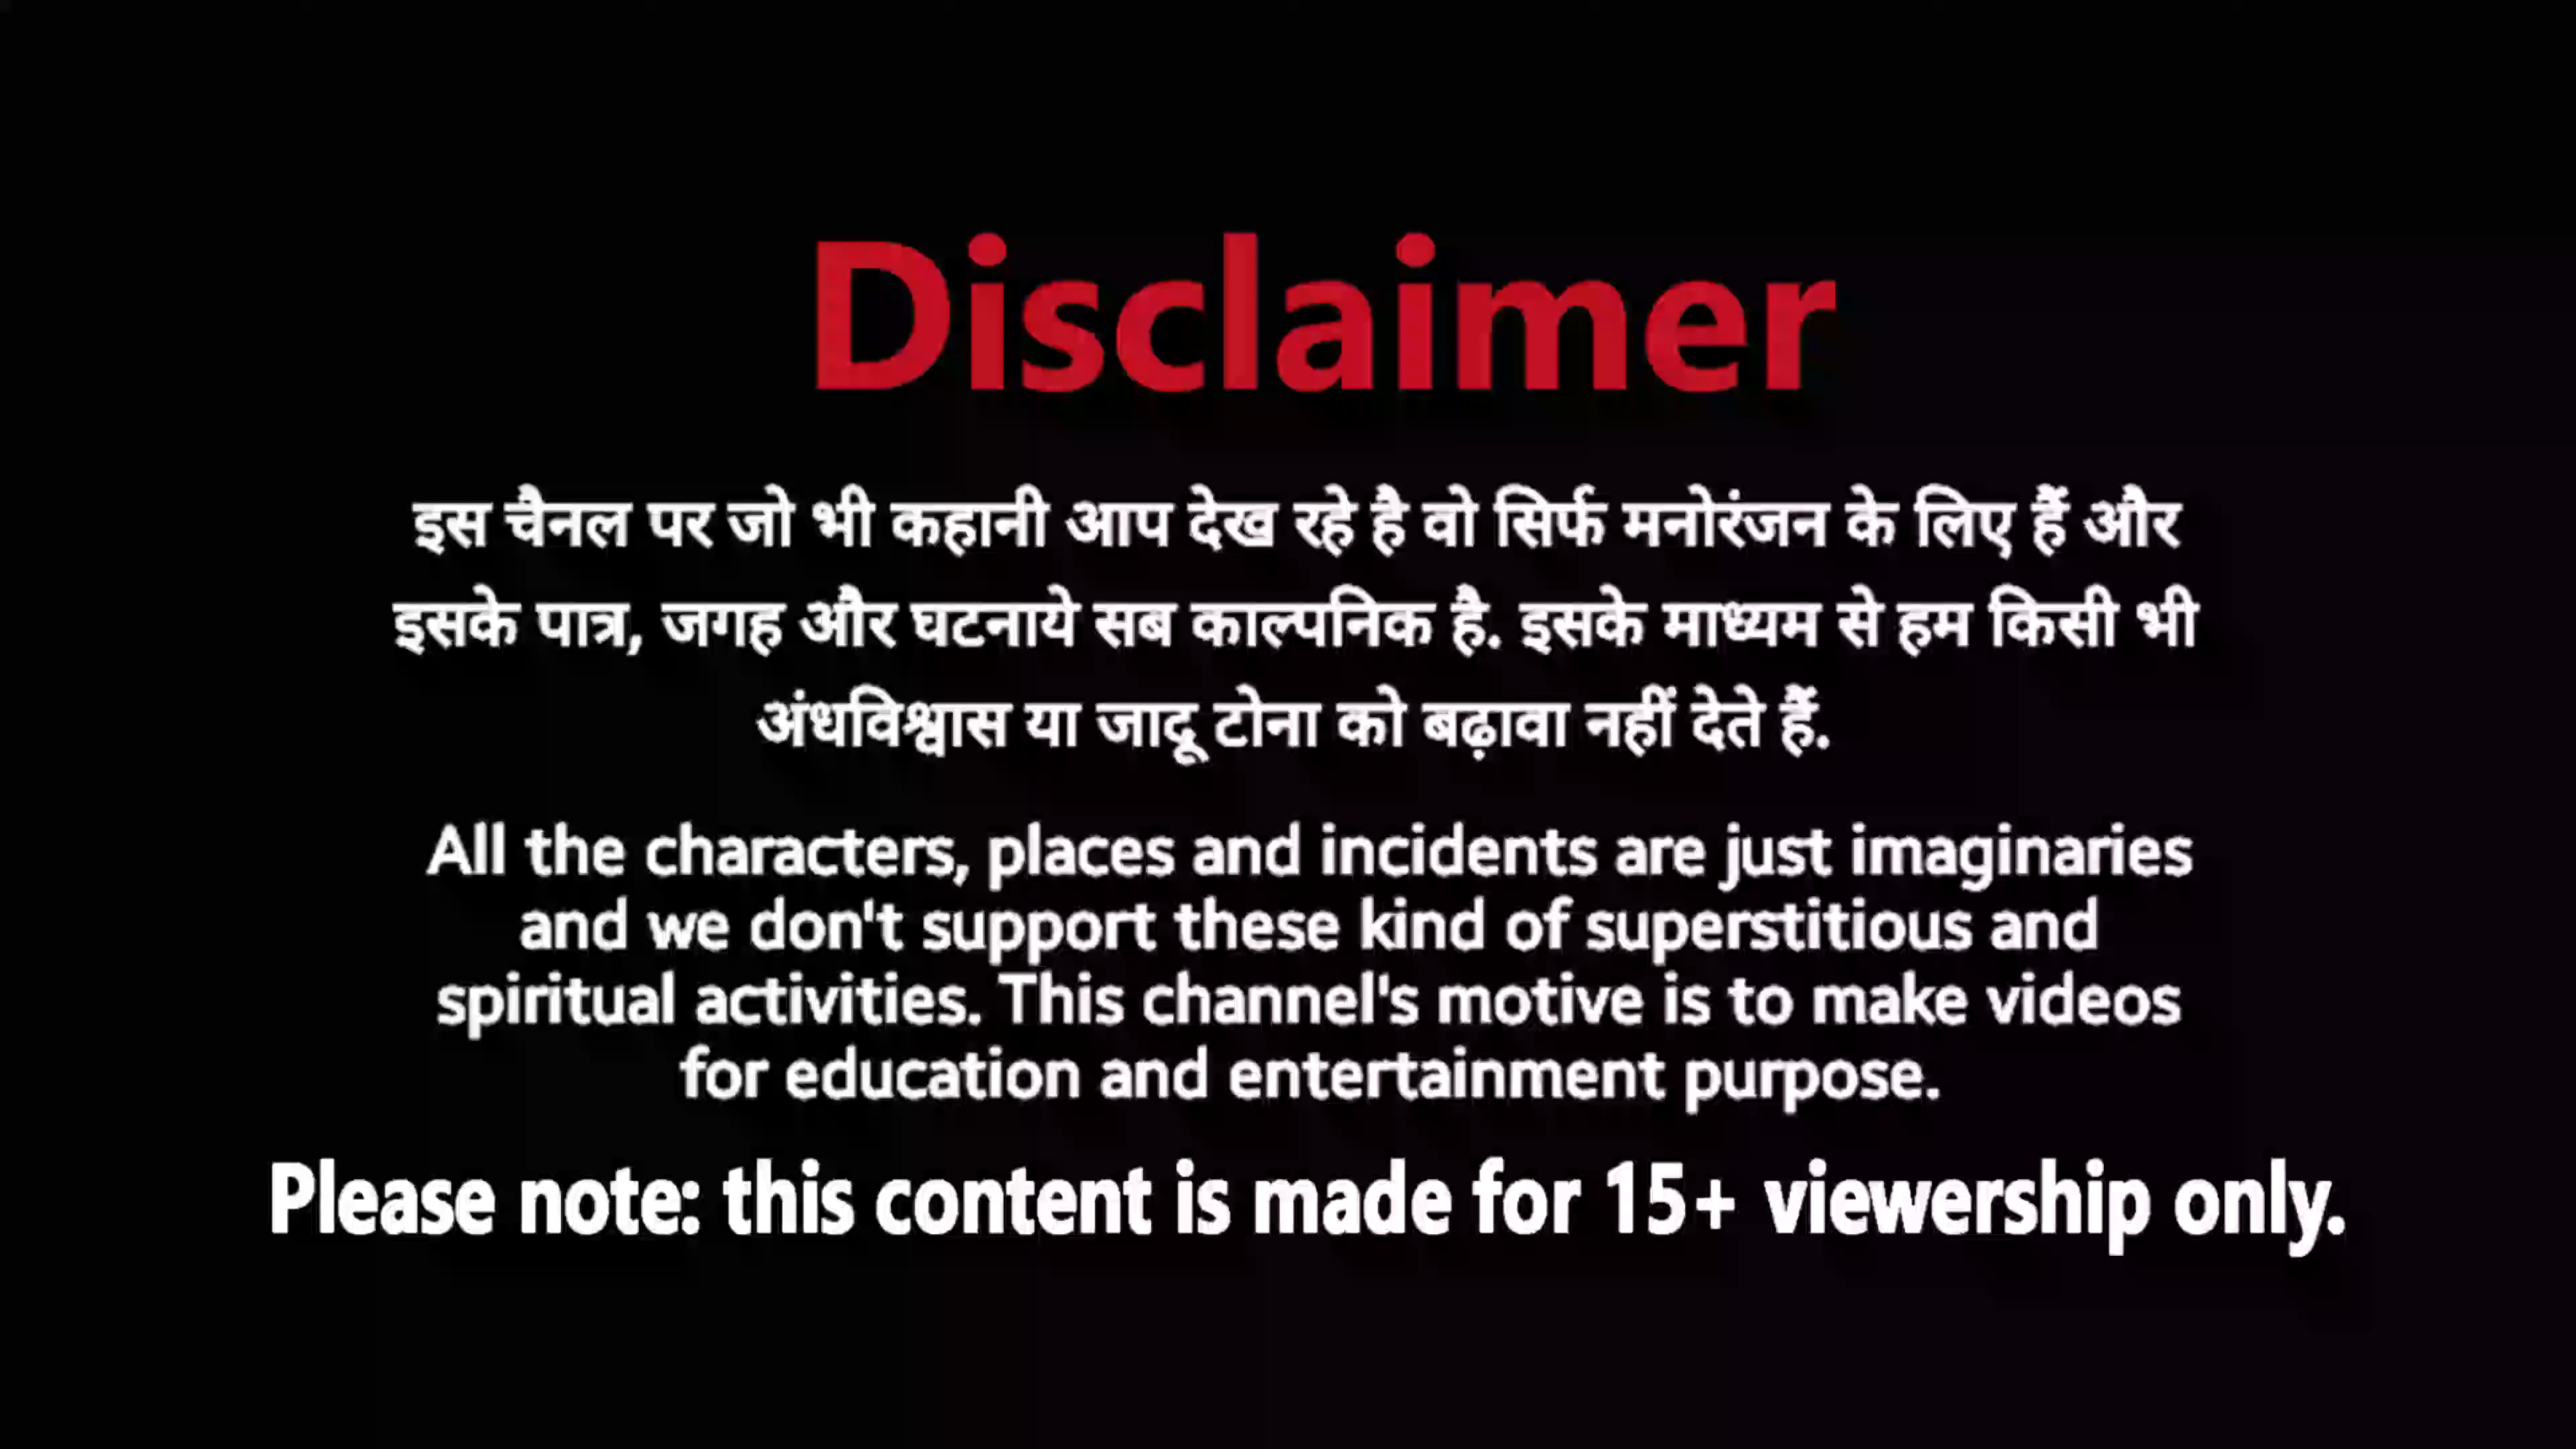 Disclaimer
इस चैनल पर जो भी कहानी आप देख रहे है वो सिर्फ मनोरंजन के लिए हैं और
इसके पात्र, जगह और घटनाये सब काल्पनिक है. इसके माध्यम से हम किसी भी
अंधविश्वास या जादू टोना को बढ़ावा नहीं देते हैं.
All the characters, places and incidents are just imaginaries
and we don't support these kind of superstitious and
spiritual activities. This channel's motive is to make videos
for education and entertainment purpose.
Please note: this content is made for 15+ viewership only.